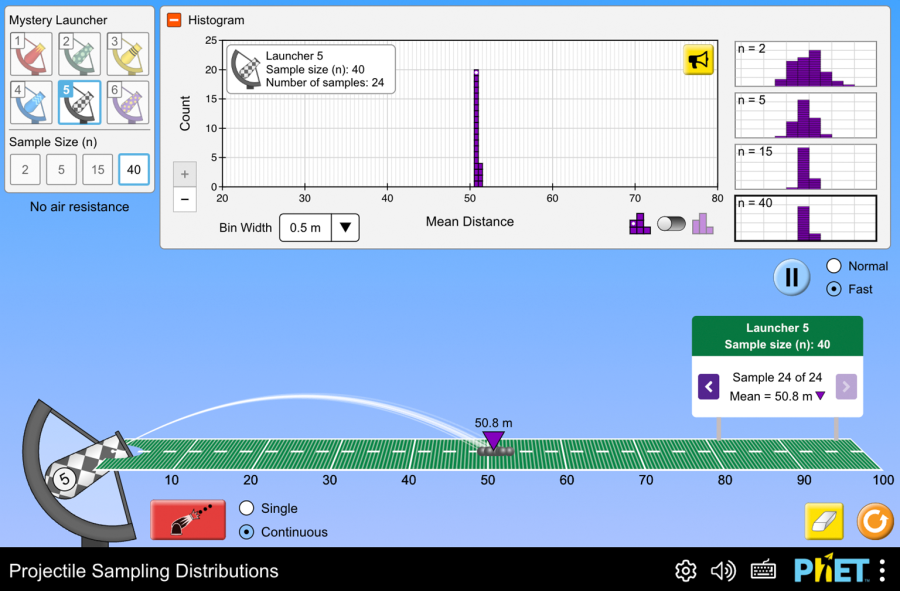 Mystery Launcher
1
2
3
4
5
6
Sample Size (n)
2
5
15
40
No air resistance
Histogram
Launcher 5
Sample size (n): 40
Number of samples: 24
Count
25
20
15
10
5
0
20
30
40
50
60
70
80
Mean Distance
+
−
Bin Width
0.5 m
n = 2
n = 5
n = 15
n = 40
Normal
Fast
Launcher 5
Sample size (n): 40
Sample 24 of 24
Mean = 50.8 m
50.8 m
5
10
20
30
40
50
60
70
80
90
100
Single
Continuous
Projectile Sampling Distributions
PhET